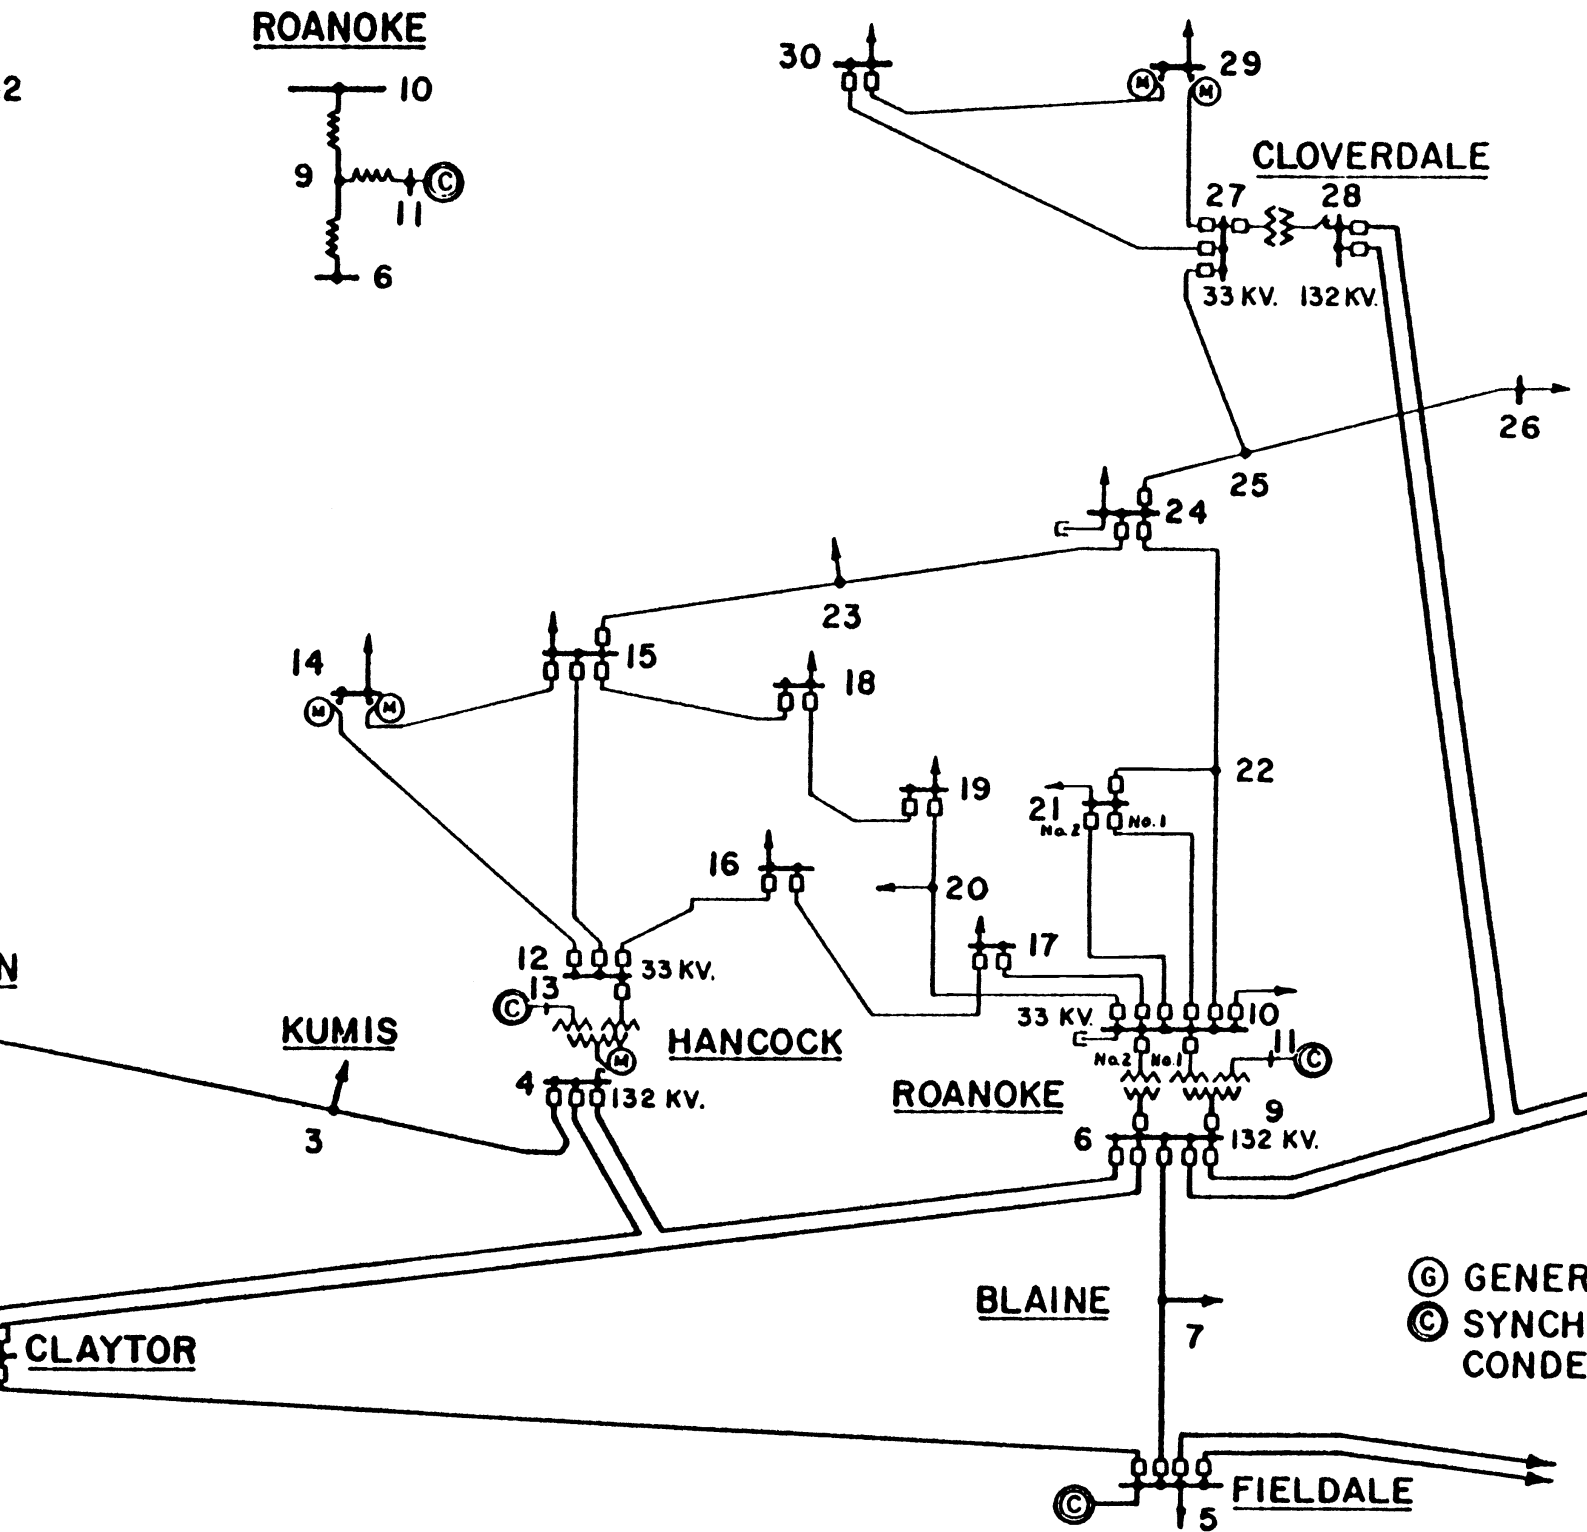 ROANOKE
10
9
C
11
6
2
30
29
M
M
CLOVERDALE
27
28
33 KV.
132 KV.
26
25
24
23
15
14
M
M
18
19
22
21
No. 2
No. 1
16
20
17
12
33 KV.
13
C
HANCOCK
M
4
132 KV.
KUMIS
3
N
33 KV.
10
No. 2
No. 1
11
C
ROANOKE
9
6
132 KV.
BLAINE
7
CLAYTOR
G GENER
C SYNCH
CONDE
C
FIELDALE
5